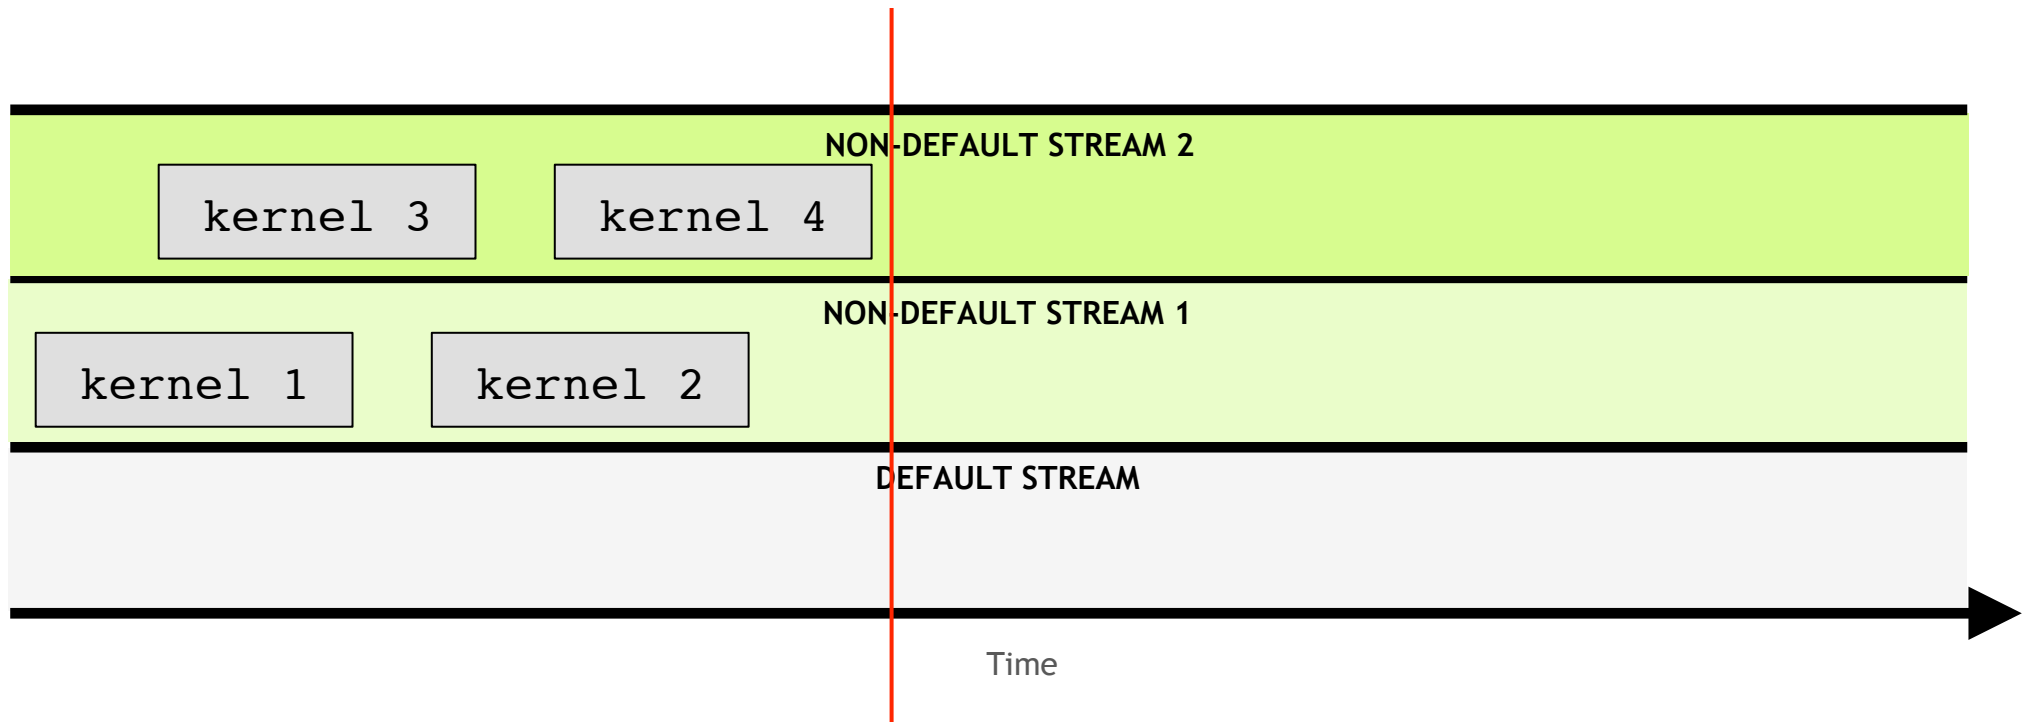 NON-DEFAULT STREAM 2
kernel 3
kernel 4
NON-DEFAULT STREAM 1
kernel 1
kernel 2
DEFAULT STREAM
Time